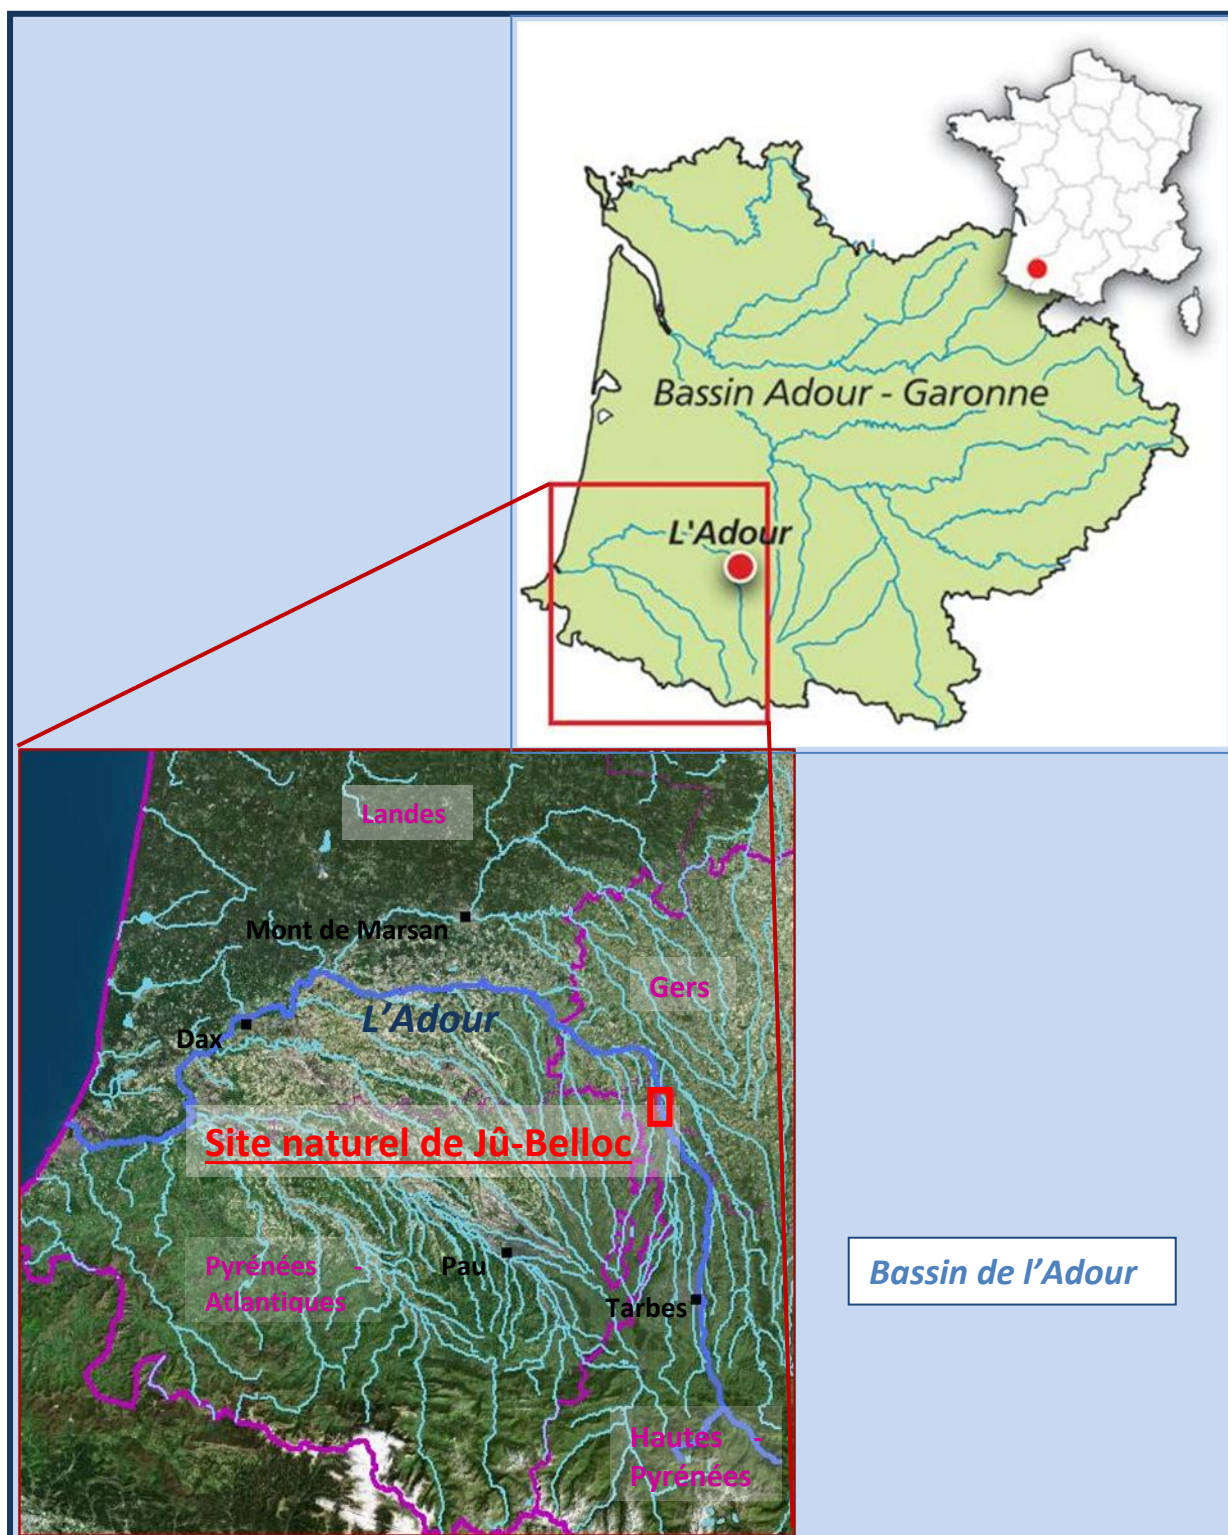 Bassin Adour - Garonne
L'Adour
Landes
Mont de Marsan
Gers
L’Adour
Dax
Site naturel de Jû-Belloc
Pyrénées -
Atlantiques
Pau
Tarbes
Bassin de l’Adour
Hautes -
Pyrénées